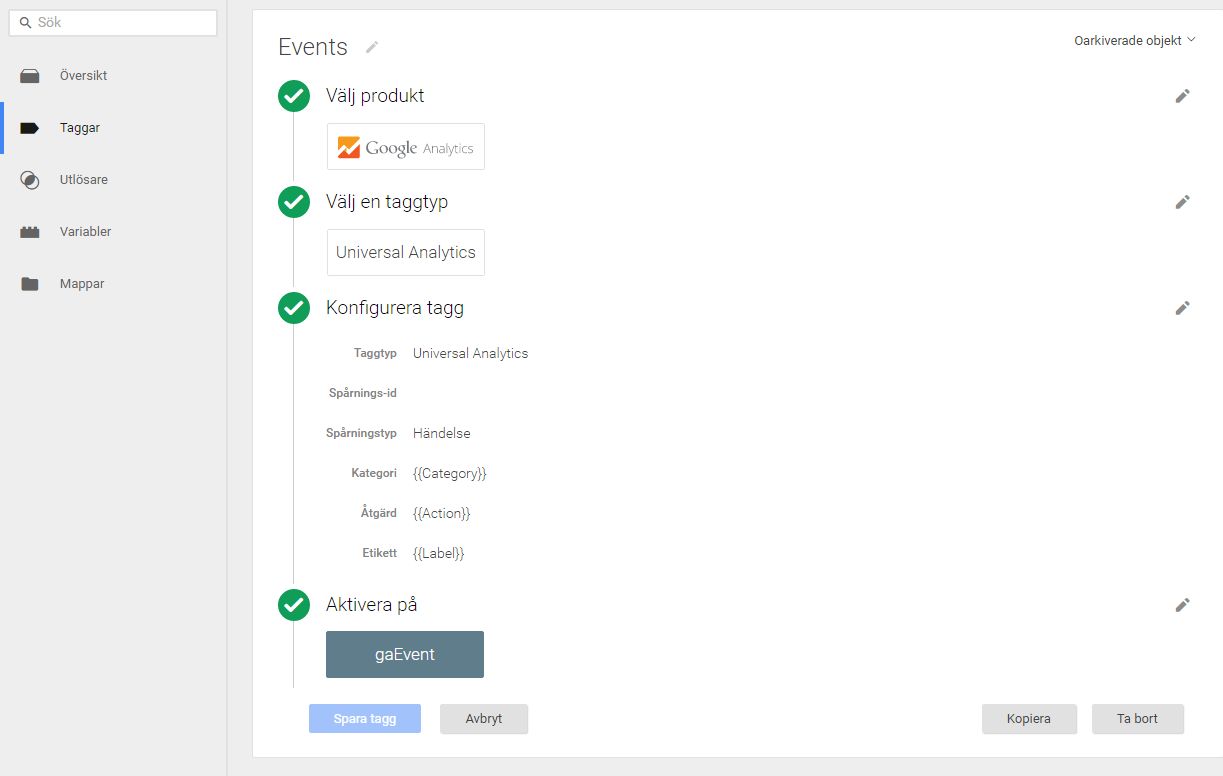 Sök
Översikt
Taggar
Utlösare
Variabler
Mappar
Events
Oarkiverade objekt
Välj produkt
Google Analytics
Välj en taggtyp
Universal Analytics
Konfigurera tagg
Taggtyp Universal Analytics
Spårnings-id
Spårningstyp Händelse
Kategori {{Category}}
Åtgärd {{Action}}
Etikett {{Label}}
Aktivera på
gaEvent
Spara tagg Avbryt Kopiera Ta bort